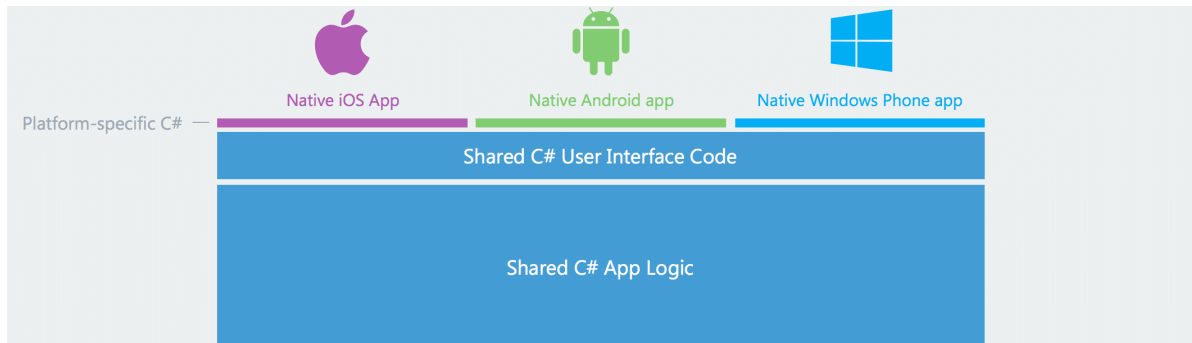 Native iOS App
Native Android app
Native Windows Phone app
Platform-specific C#
Shared C# User Interface Code
Shared C# App Logic